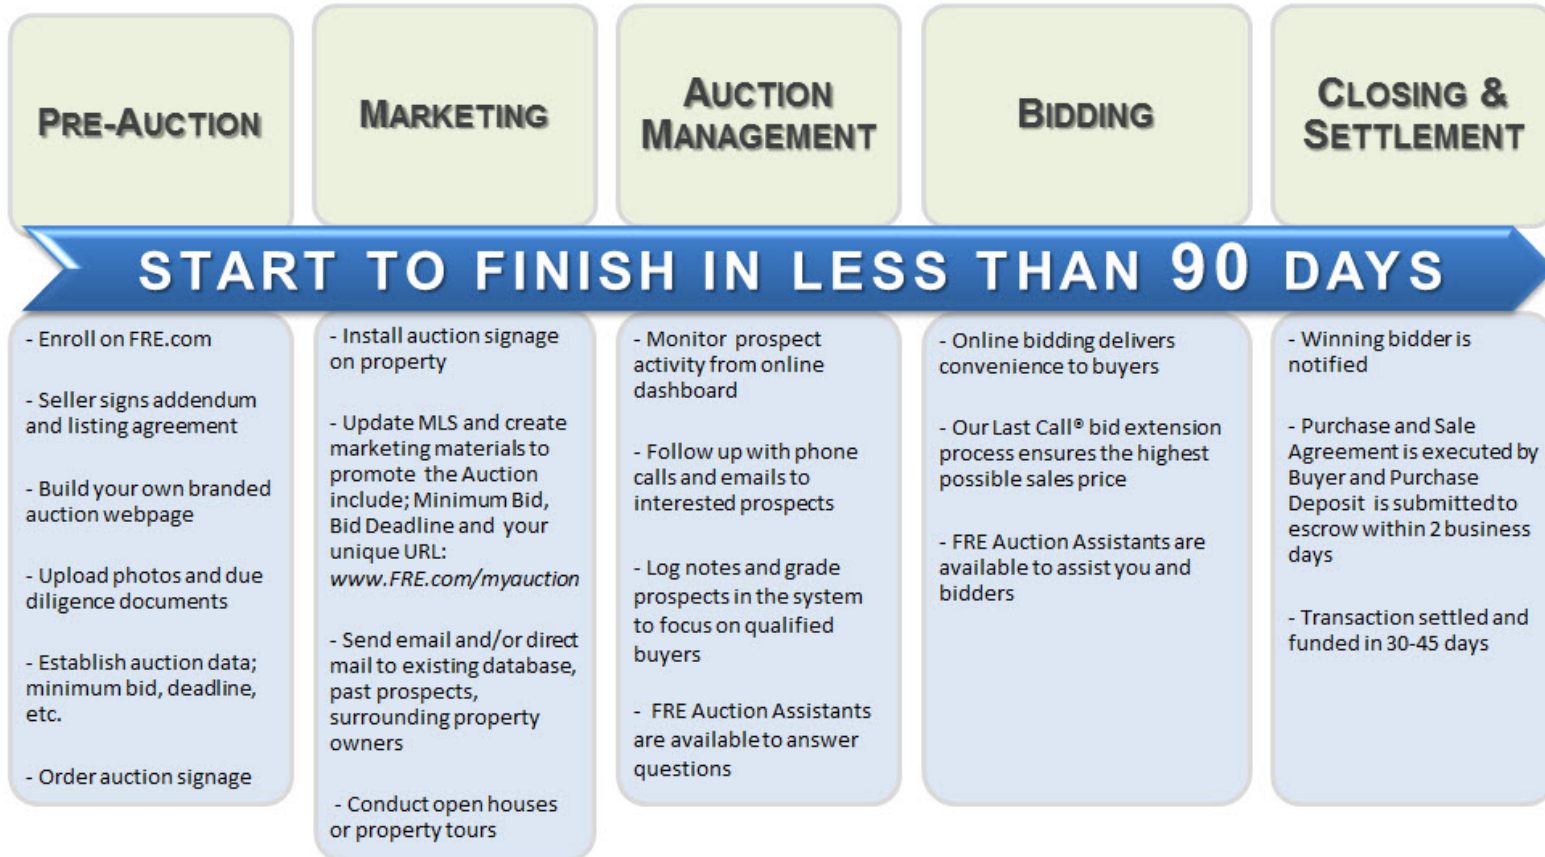 PRE-AUCTION
MARKETING
AUCTION
MANAGEMENT
BIDDING
CLOSING &
SETTLEMENT
START TO FINISH IN LESS THAN 90 DAYS
- Enroll on FRE.com
- Seller signs addendum
and listing agreement
- Build your own branded
auction webpage
- Upload photos and due
diligence documents
- Establish auction data;
minimum bid, deadline,
etc.
- Order auction signage
- Install auction signage
on property
- Update MLS and create
marketing materials to
promote the Auction
include; Minimum Bid,
Bid Deadline and your
unique URL:
www.FRE.com/myauction
- Send email and/or direct
mail to existing database,
past prospects,
surrounding property
owners
- Conduct open houses
or property tours
- Monitor prospect
activity from online
dashboard
- Follow up with phone
calls and emails to
interested prospects
- Log notes and grade
prospects in the system
to focus on qualified
buyers
- FRE Auction Assistants
are available to answer
questions
- Online bidding delivers
convenience to buyers
- Our Last Call® bid extension
process ensures the highest
possible sales price
- FRE Auction Assistants are
available to assist you and
bidders
- Winning bidder is
notified
- Purchase and Sale
Agreement is executed by
Buyer and Purchase
Deposit is submitted to
escrow within 2 business
days
- Transaction settled and
funded in 30-45 days